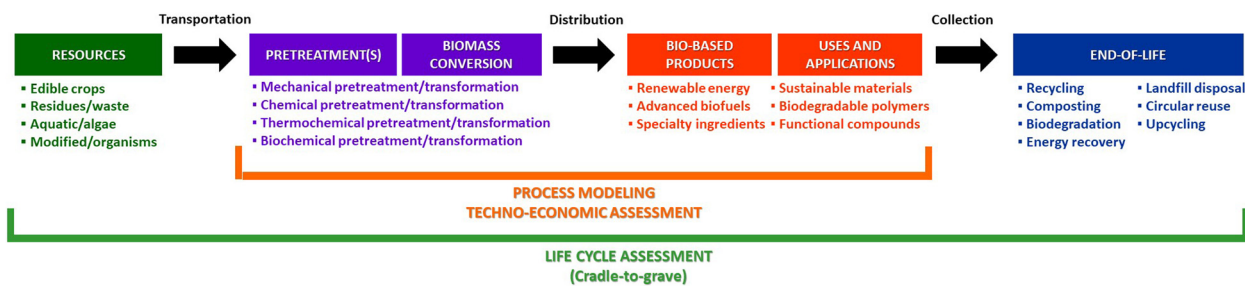 Transportation
Distribution
Collection
RESOURCES
PRETREATMENT(S)
BIOMASS
CONVERSION
BIO-BASED
PRODUCTS
USES AND
APPLICATIONS
END-OF-LIFE
▪ Edible crops
▪ Residues/waste
▪ Aquatic/algae
▪ Modified/organisms
▪ Mechanical pretreatment/transformation
▪ Chemical pretreatment/transformation
▪ Thermochemical pretreatment/transformation
▪ Biochemical pretreatment/transformation
▪ Renewable energy
▪ Advanced biofuels
▪ Specialty ingredients
▪ Sustainable materials
▪ Biodegradable polymers
▪ Functional compounds
▪ Recycling
▪ Composting
▪ Biodegradation
▪ Energy recovery
▪ Landfill disposal
▪ Circular reuse
▪ Upcycling
PROCESS MODELING
TECHNO-ECONOMIC ASSESSMENT
LIFE CYCLE ASSESSMENT
(Cradle-to-grave)